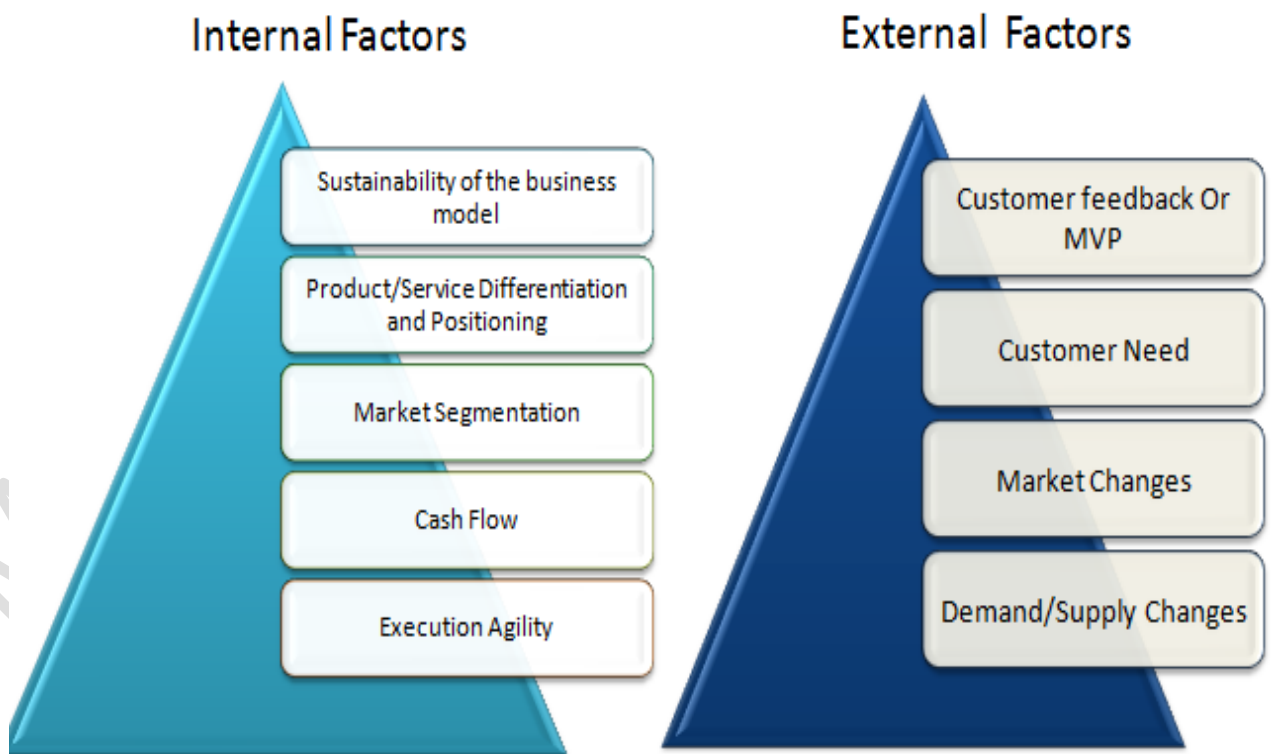 Internal Factors
Sustainability of the business
model
Product/Service Differentiation
and Positioning
Market Segmentation
Cash Flow
Execution Agility
External Factors
Customer feedback Or
MVP
Customer Need
Market Changes
Demand/Supply Changes